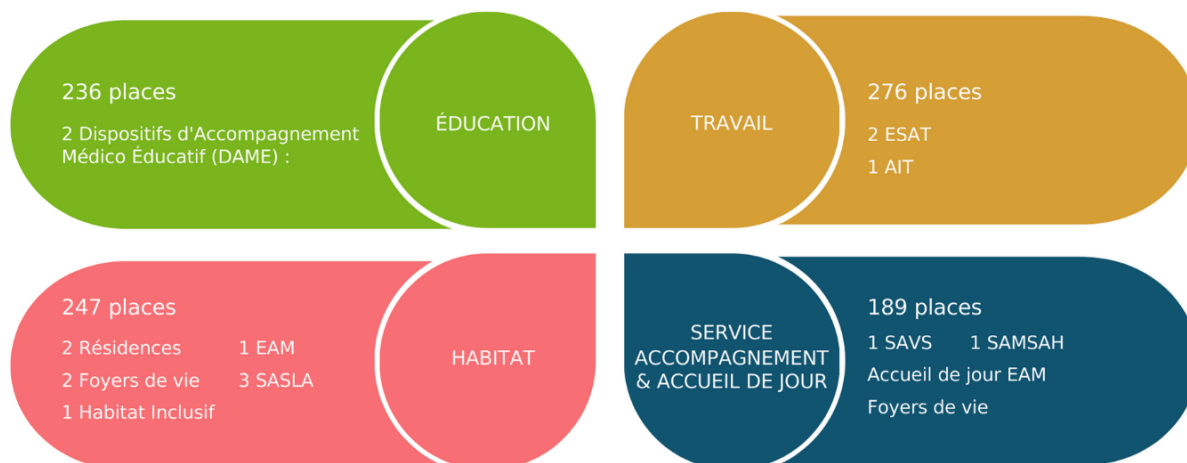 236 places
2 Dispositifs d'Accompagnement
Médico Éducatif (DAME) :
ÉDUCATION
TRAVAIL
276 places
2 ESAT
1 AIT
247 places
2 Résidences 1 EAM
2 Foyers de vie 3 SASLA
1 Habitat Inclusif
HABITAT
SERVICE
ACCOMPAGNEMENT
& ACCUEIL DE JOUR
189 places
1 SAVS 1 SAMSAH
Accueil de jour EAM
Foyers de vie